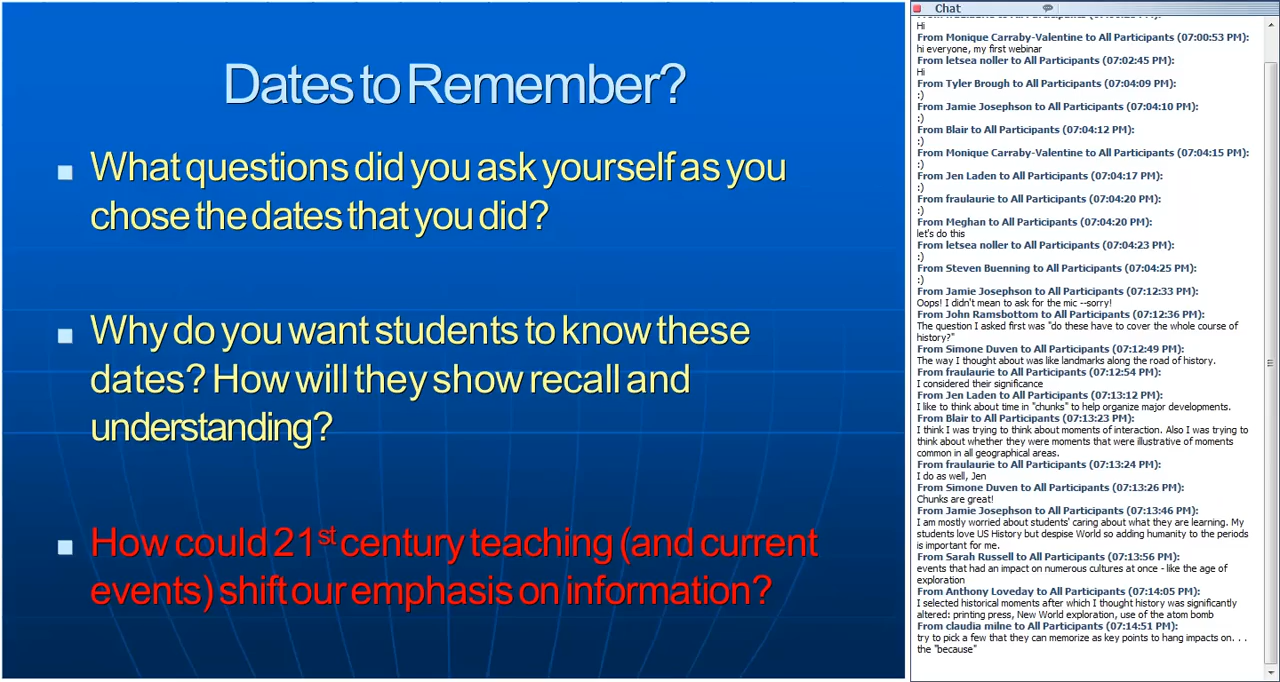 Dates to Remember?
What questions did you ask yourself as you
chose the dates that you did?
Why do you want students to know these
dates? How will they show recall and
understanding?
How could 21st century teaching (and current
events) shift our emphasis on information?
Chat
Hi
From Monique Carraby-Valentine to All Participants (07:00:53 PM):
hi everyone, my first webinar
From letsea noller to All Participants (07:02:45 PM):
Hi
From Tyler Brough to All Participants (07:04:09 PM):
:)
From Jamie Josephson to All Participants (07:04:10 PM):
:)
From Blair to All Participants (07:04:12 PM):
:)
From Monique Carraby-Valentine to All Participants (07:04:15 PM):
:)
From Jen Laden to All Participants (07:04:17 PM):
:)
From fraulaurie to All Participants (07:04:20 PM):
:)
From Meghan to All Participants (07:04:20 PM):
let's do this
From letsea noller to All Participants (07:04:23 PM):
:)
From Steven Buenning to All Participants (07:04:25 PM):
:)
From Jamie Josephson to All Participants (07:12:33 PM):
Oops! I didn't mean to ask for the mic --sorry!
From John Ramsbottom to All Participants (07:12:36 PM):
The question I asked first was "do these have to cover the whole course of
history?"
From Simone Duven to All Participants (07:12:49 PM):
The way I thought about was like landmarks along the road of history.
From fraulaurie to All Participants (07:12:54 PM):
I considered their significance
From Jen Laden to All Participants (07:13:12 PM):
I like to think about time in "chunks" to help organize major developments.
From Blair to All Participants (07:13:23 PM):
I think I was trying to think about moments of interaction. Also I was trying to
think about whether they were moments that were illustrative of moments
common in all geographical areas.
From fraulaurie to All Participants (07:13:24 PM):
I do as well, Jen
From Simone Duven to All Participants (07:13:26 PM):
Chunks are great!
From Jamie Josephson to All Participants (07:13:46 PM):
I am mostly worried about students' caring about what they are learning. My
students love US History but despise World so adding humanity to the periods
is important for me.
From Sarah Russell to All Participants (07:13:56 PM):
events that had an impact on numerous cultures at once - like the age of
exploration
From Anthony Loveday to All Participants (07:14:05 PM):
I selected historical moments after which I thought history was significantly
altered: printing press, New World exploration, use of the atom bomb
From claudia milne to All Participants (07:14:51 PM):
try to pick a few that they can memorize as key points to hang impacts on. . .
the "because"